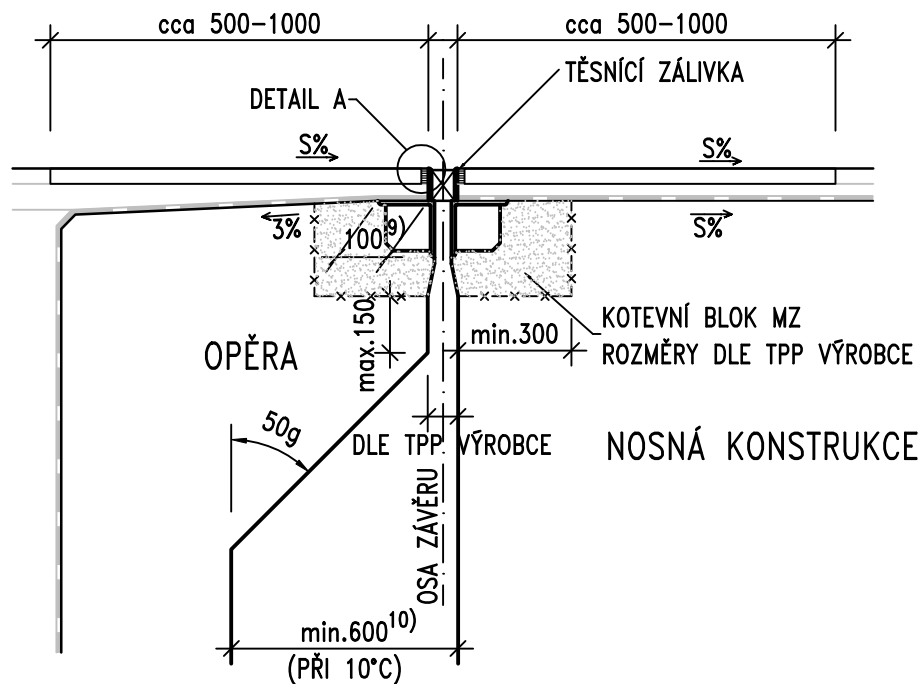 cca 500-1000
cca 500-1000
TĚSNÍCÍ ZÁLIVKA
DETAIL A
S%
S%
3%
100⁹⁾
S%
max.150
min.300
KOTEVNÍ BLOK MZ
ROZMĚRY DLE TPP VÝROBCE
OPĚRA
50g
DLE TPP VÝROBCE
NOSNÁ KONSTRUKCE
OSA ZÁVĚRU
min.600¹⁰⁾
(PŘI 10°C)